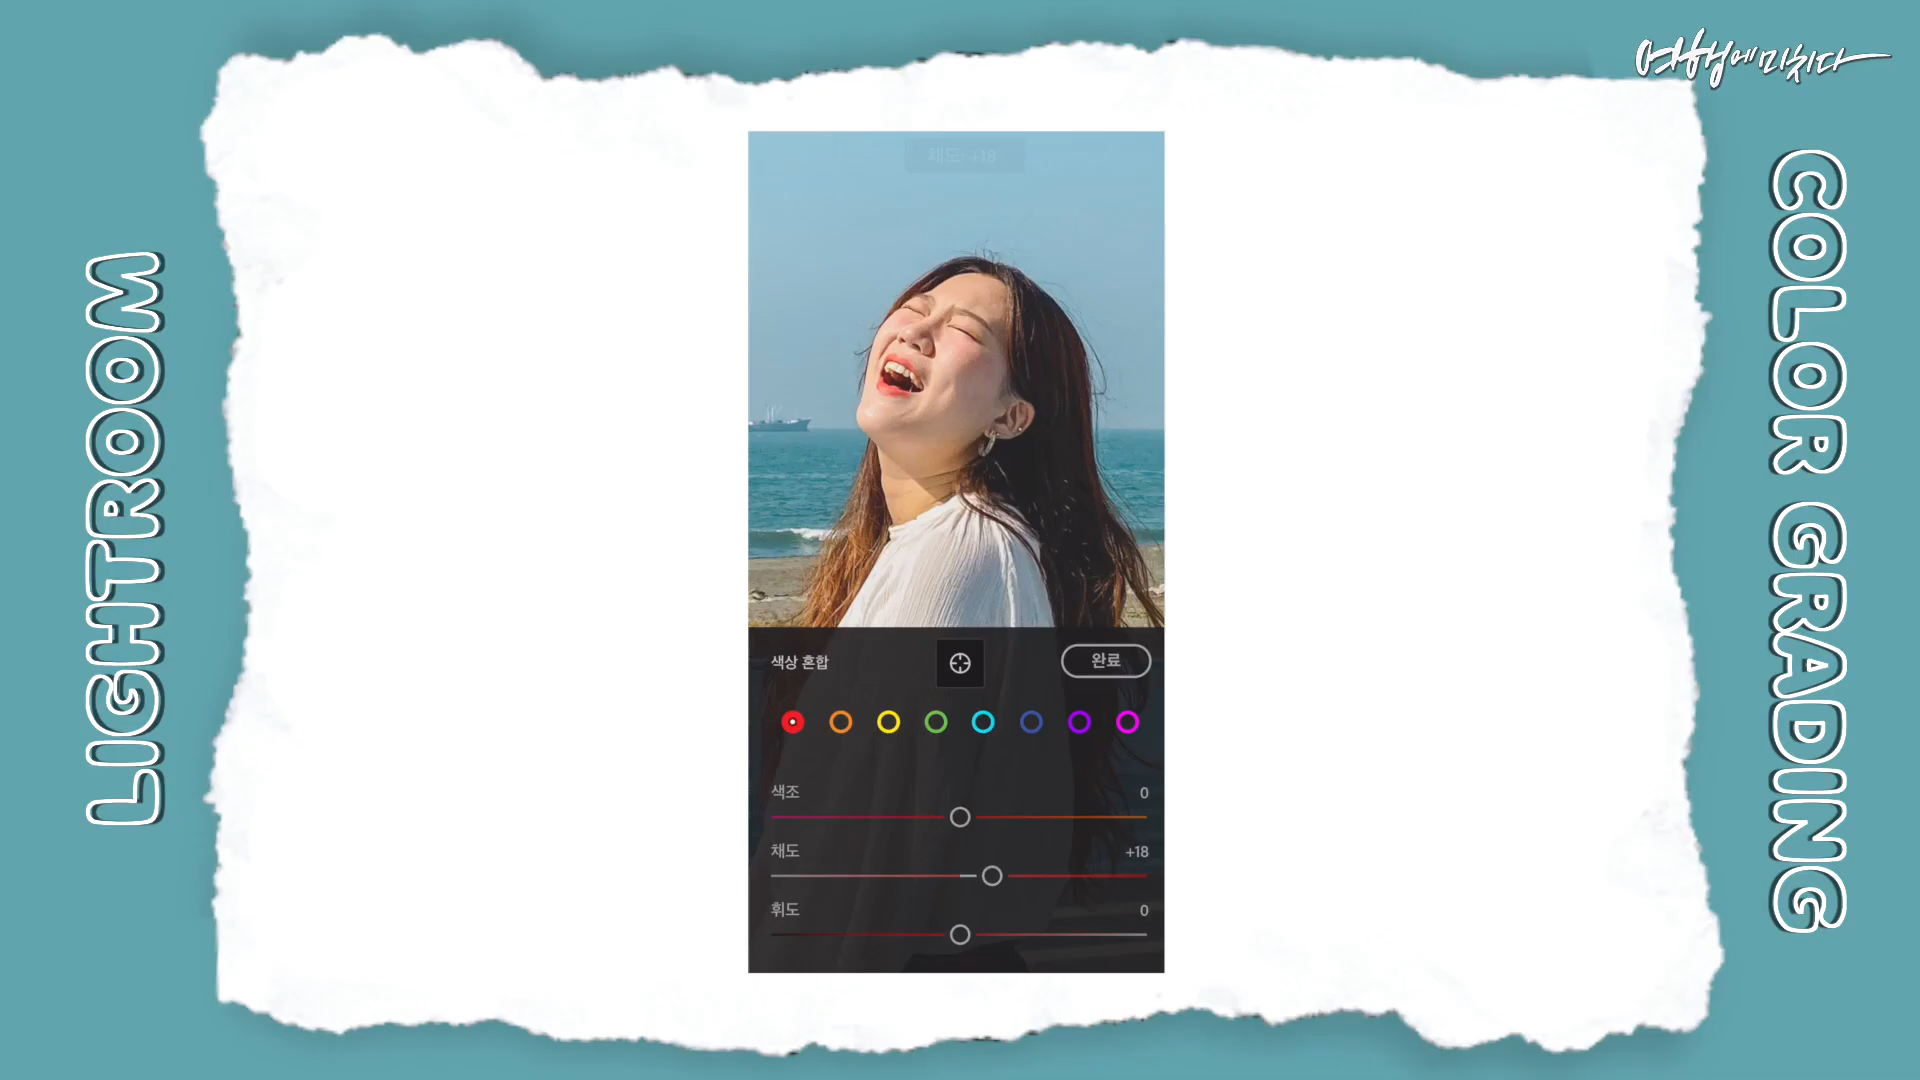 여행에미치다
LIGHTROOM
COLOR GRADING
채도: +18
색상 혼합
완료
색조
0
채도
+18
휘도
0